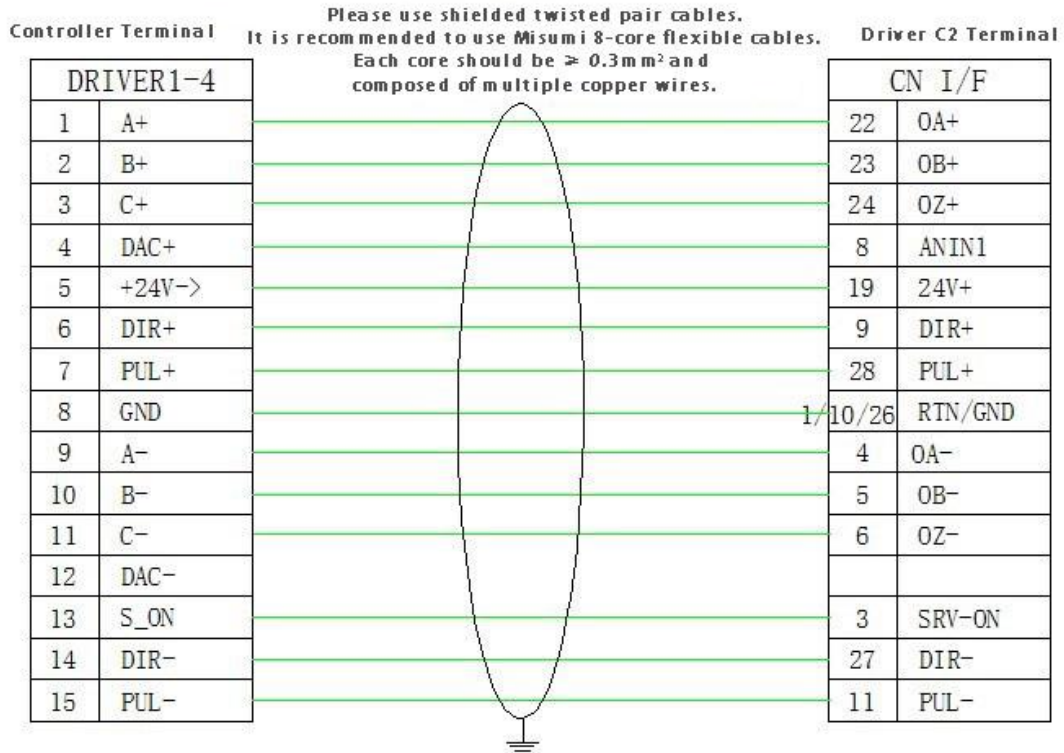 Please use shielded twisted pair cables.
Controller Terminal
It is recommended to use Misumi 8-core flexible cables.
Driver C2 Terminal
Each core should be ≥ 0.3mm² and
composed of multiple copper wires.
DRIVER1-4
CN I/F
1 A+ 22 OA+
2 B+ 23 OB+
3 C+ 24 OZ+
4 DAC+ 8 ANIN1
5 +24V-> 19 24V+
6 DIR+ 9 DIR+
7 PUL+ 28 PUL+
8 GND 1/10/26 RTN/GND
9 A- 4 OA-
10 B- 5 OB-
11 C- 6 OZ-
12 DAC-
13 S_ON 3 SRV-ON
14 DIR- 27 DIR-
15 PUL- 11 PUL-